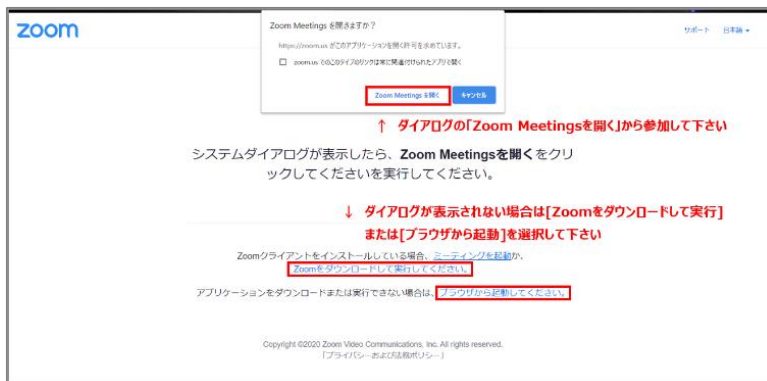 zoom
Zoom Meetings を開きますか？
https://zoom.us がこのアプリケーションを開く許可を求めています。
zoom.us でのこのタイプのリンクは常に関連付けられたアプリで開く
Zoom Meetings を開く
キャンセル
サポート
日本語
↑ ダイアログの「Zoom Meetingsを開く」から参加して下さい
システムダイアログが表示したら、Zoom Meetingsを開くをクリ
ックしてくださいを実行してください。
↓ ダイアログが表示されない場合は[Zoomをダウンロードして実行]
または[ブラウザから起動]を選択して下さい
Zoomクライアントをインストールしている場合、ミーティングを起動か、
Zoomをダウンロードして実行してください。
アプリケーションをダウンロードまたは実行できない場合は、ブラウザから起動してください。
Copyright ©2020 Zoom Video Communications, Inc. All rights reserved.
「プライバシーおよび法務ポリシー」